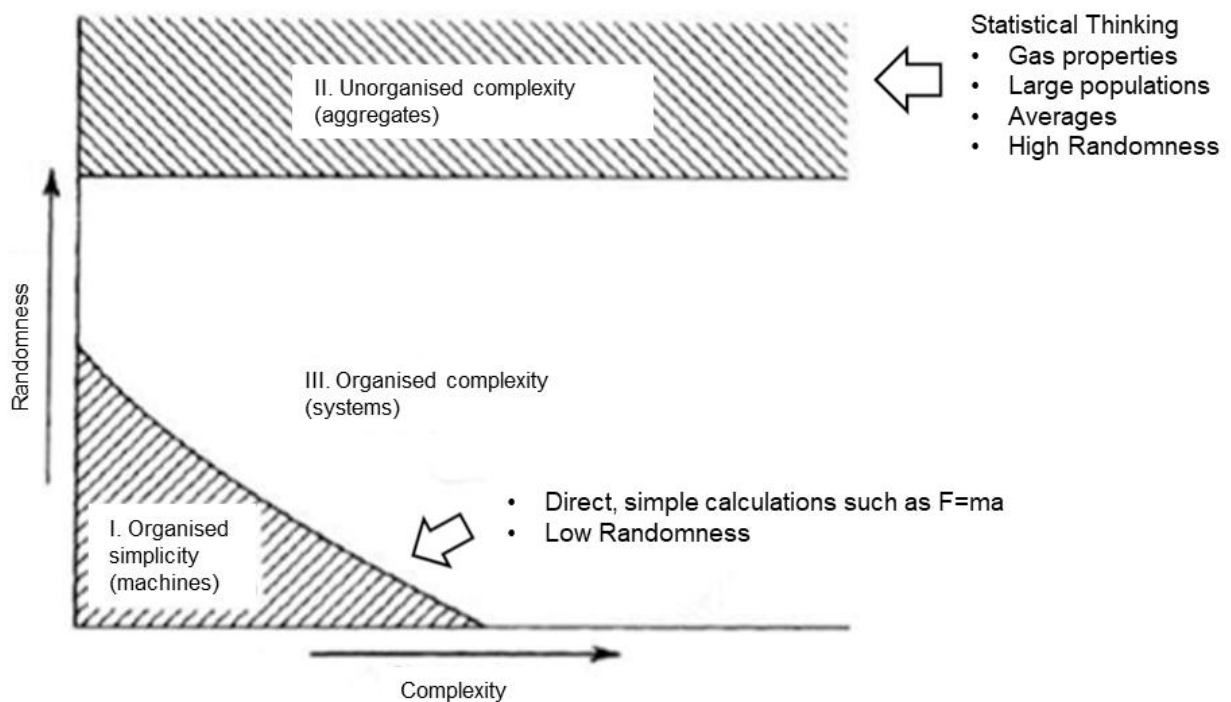 Statistical Thinking
• Gas properties
• Large populations
• Averages
• High Randomness
II. Unorganised complexity
(aggregates)
Randomness
III. Organised complexity
(systems)
• Direct, simple calculations such as F=ma
• Low Randomness
I. Organised
simplicity
(machines)
Complexity